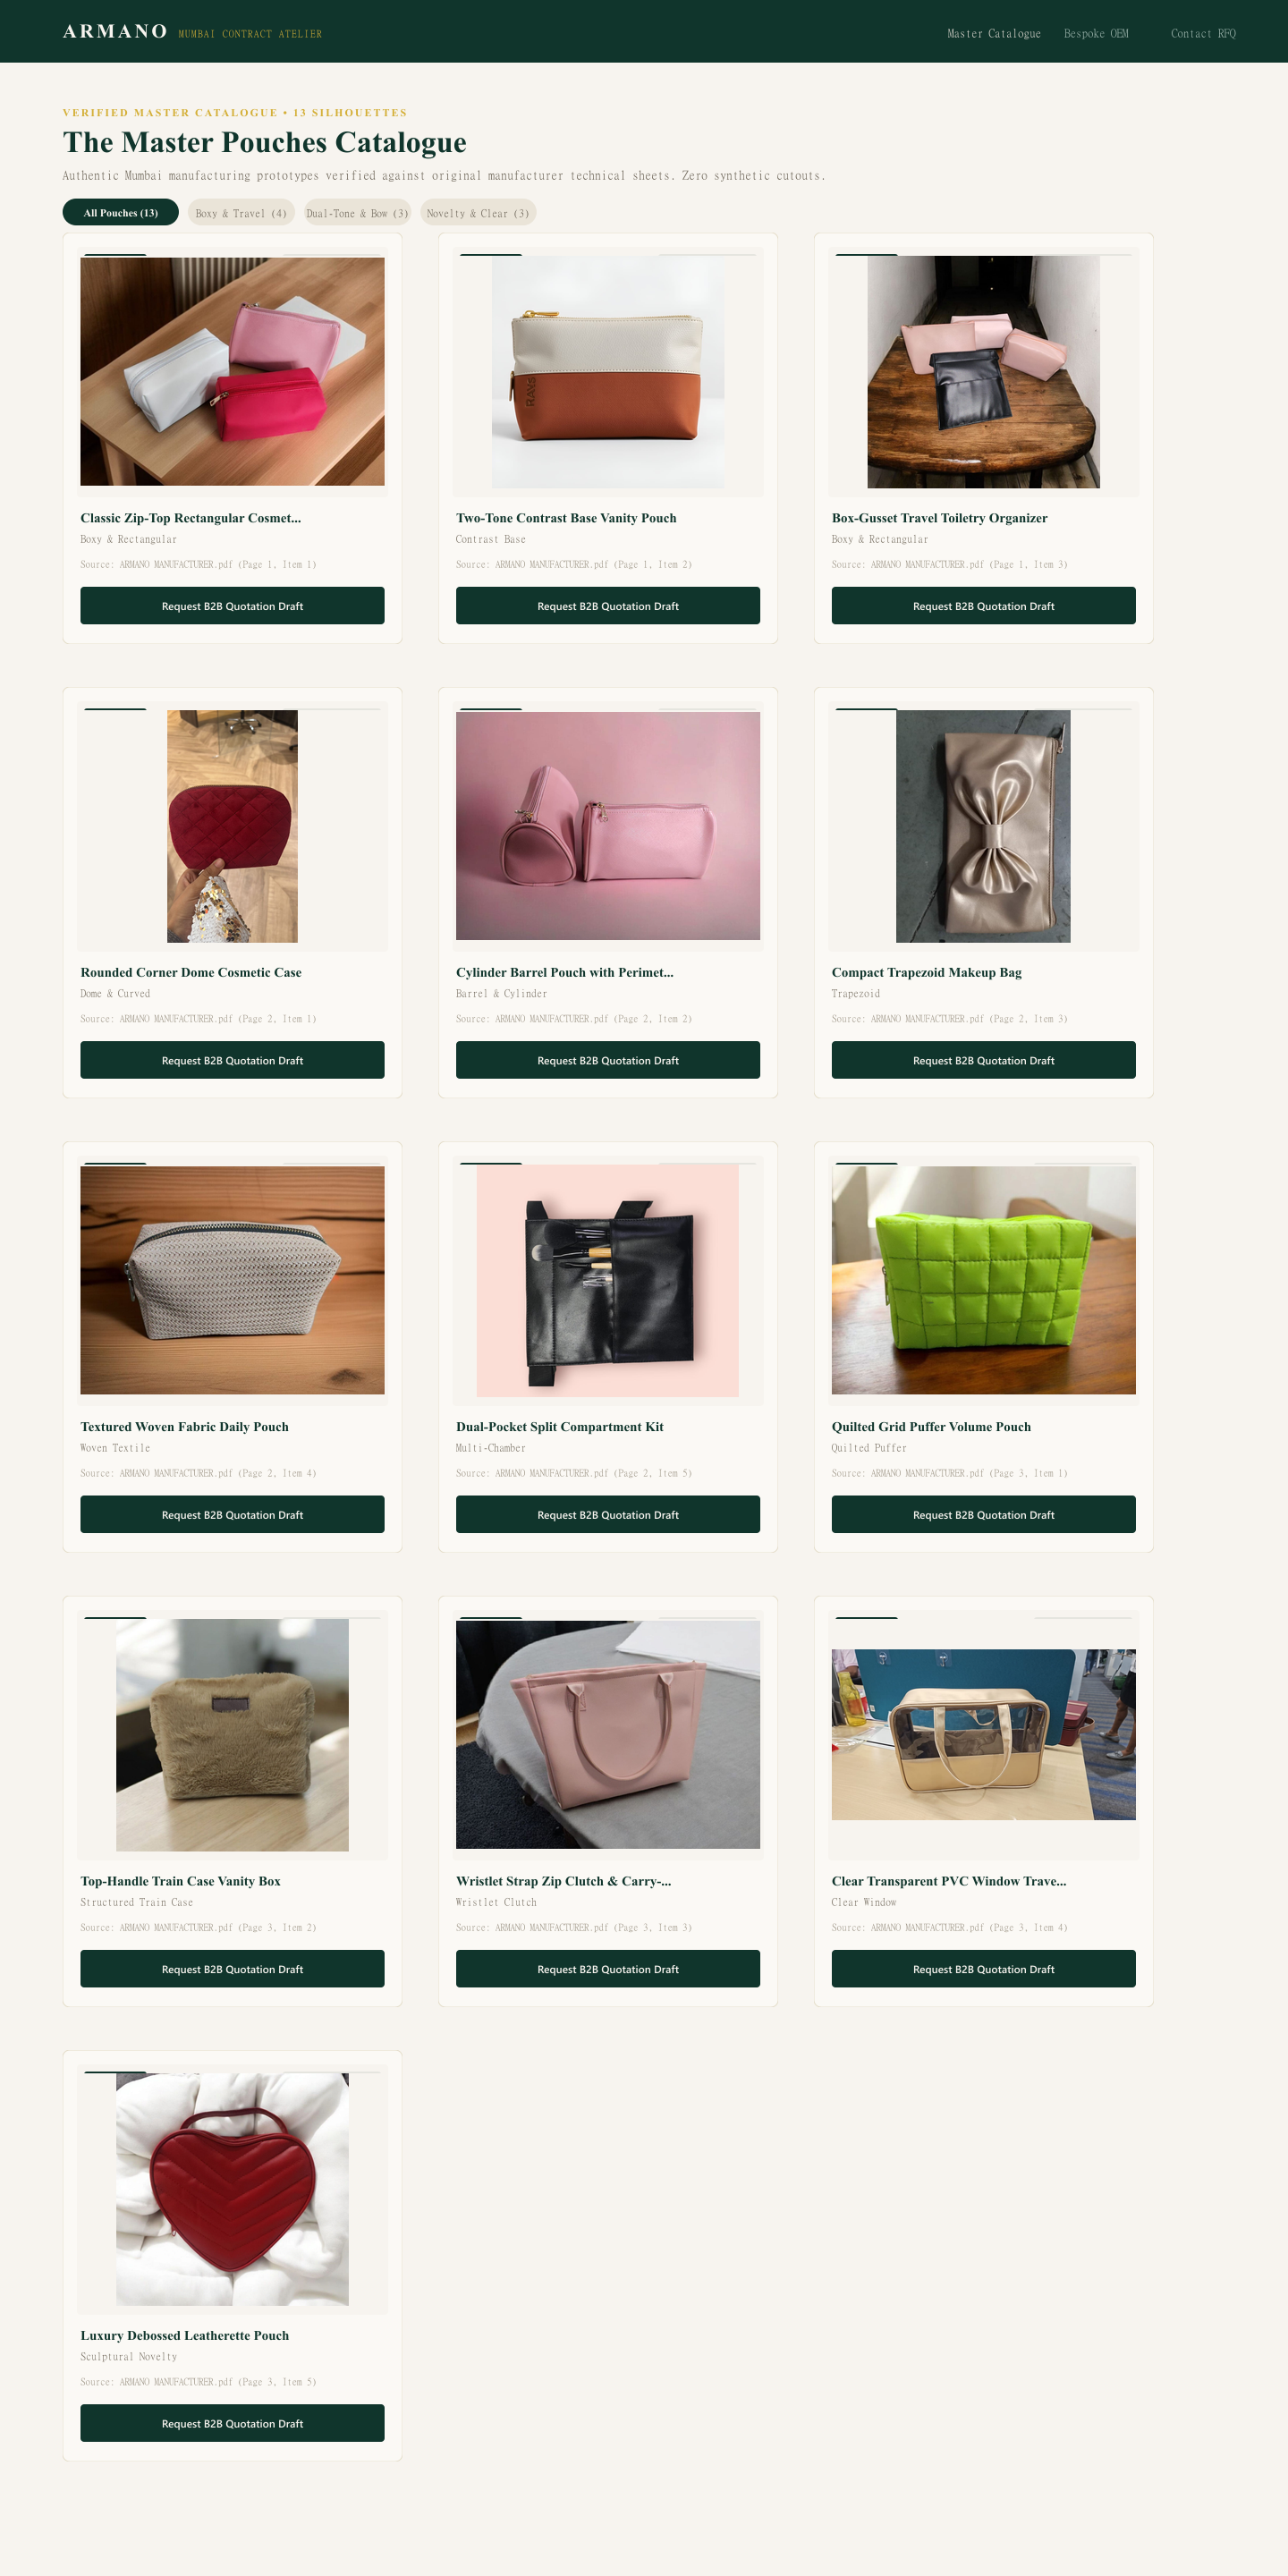 ARMANO MUMBAI CONTRACT ATELIER
Master Catalogue Bespoke OEM Contact RFQ
VERIFIED MASTER CATALOGUE • 13 SILHOUETTES
The Master Pouches Catalogue
Authentic Mumbai manufacturing prototypes verified against original manufacturer technical sheets. Zero synthetic cutouts.
All Pouches (13) Boxy & Travel (4) Dual-Tone & Bow (3) Novelty & Clear (3)
Classic Zip-Top Rectangular Cosmet...
Boxy & Rectangular
Source: ARMANO MANUFACTURER.pdf (Page 1, Item 1)
Request B2B Quotation Draft
Two-Tone Contrast Base Vanity Pouch
Contrast Base
Source: ARMANO MANUFACTURER.pdf (Page 1, Item 2)
Request B2B Quotation Draft
Box-Gusset Travel Toiletry Organizer
Boxy & Rectangular
Source: ARMANO MANUFACTURER.pdf (Page 1, Item 3)
Request B2B Quotation Draft
Rounded Corner Dome Cosmetic Case
Dome & Curved
Source: ARMANO MANUFACTURER.pdf (Page 2, Item 1)
Request B2B Quotation Draft
Cylinder Barrel Pouch with Perimet...
Barrel & Cylinder
Source: ARMANO MANUFACTURER.pdf (Page 2, Item 2)
Request B2B Quotation Draft
Compact Trapezoid Makeup Bag
Trapezoid
Source: ARMANO MANUFACTURER.pdf (Page 2, Item 3)
Request B2B Quotation Draft
Textured Woven Fabric Daily Pouch
Woven Textile
Source: ARMANO MANUFACTURER.pdf (Page 2, Item 4)
Request B2B Quotation Draft
Dual-Pocket Split Compartment Kit
Multi-Chamber
Source: ARMANO MANUFACTURER.pdf (Page 2, Item 5)
Request B2B Quotation Draft
Quilted Grid Puffer Volume Pouch
Quilted Puffer
Source: ARMANO MANUFACTURER.pdf (Page 3, Item 1)
Request B2B Quotation Draft
Top-Handle Train Case Vanity Box
Structured Train Case
Source: ARMANO MANUFACTURER.pdf (Page 3, Item 2)
Request B2B Quotation Draft
Wristlet Strap Zip Clutch & Carry-...
Wristlet Clutch
Source: ARMANO MANUFACTURER.pdf (Page 3, Item 3)
Request B2B Quotation Draft
Clear Transparent PVC Window Trave...
Clear Window
Source: ARMANO MANUFACTURER.pdf (Page 3, Item 4)
Request B2B Quotation Draft
Luxury Debossed Leatherette Pouch
Sculptural Novelty
Source: ARMANO MANUFACTURER.pdf (Page 3, Item 5)
Request B2B Quotation Draft